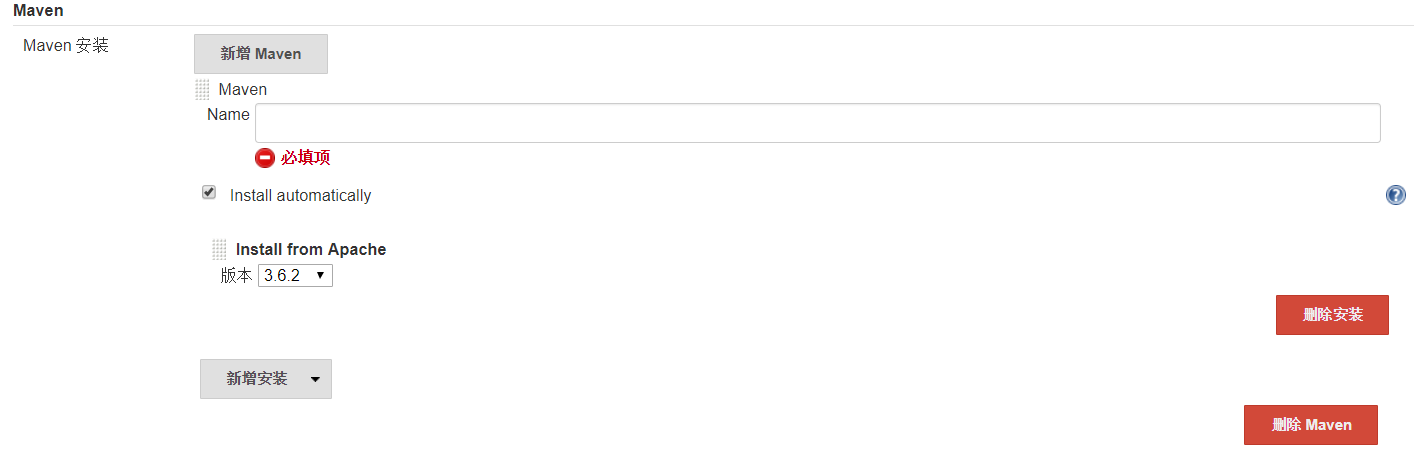 Maven
Maven 安装
新增 Maven
Maven
Name
必填项
Install automatically
?
Install from Apache
版本 3.6.2
删除安装
新增安装
删除 Maven